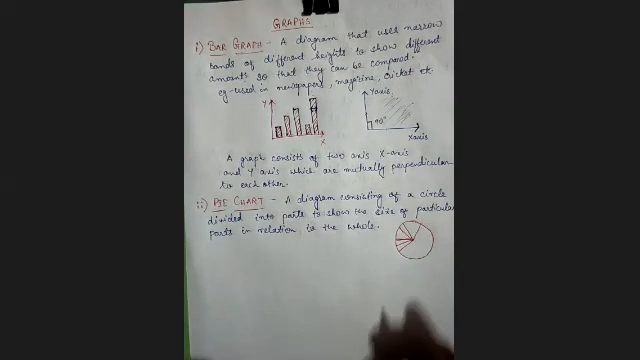 GRAPHS
i) BAR GRAPH - A diagram that uses narrow
bands of different heights to show different
amounts so that they can be compared.
eg used in newspapers, magazine, cricket etc.
Y
X
Y axis
90°
X axis
A graph consists of two axis X-axis
and Y axis which are mutually perpendicular
to each other.
ii) PIE CHART - A diagram consisting of a circle
divided into parts to show the size of particular
parts in relation to the whole.